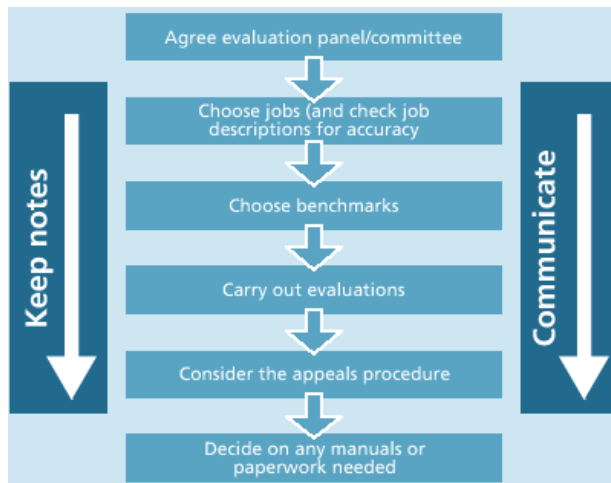 Agree evaluation panel/committee
Choose jobs (and check job
descriptions for accuracy
Choose benchmarks
Carry out evaluations
Consider the appeals procedure
Decide on any manuals or
paperwork needed
Keep notes
Communicate